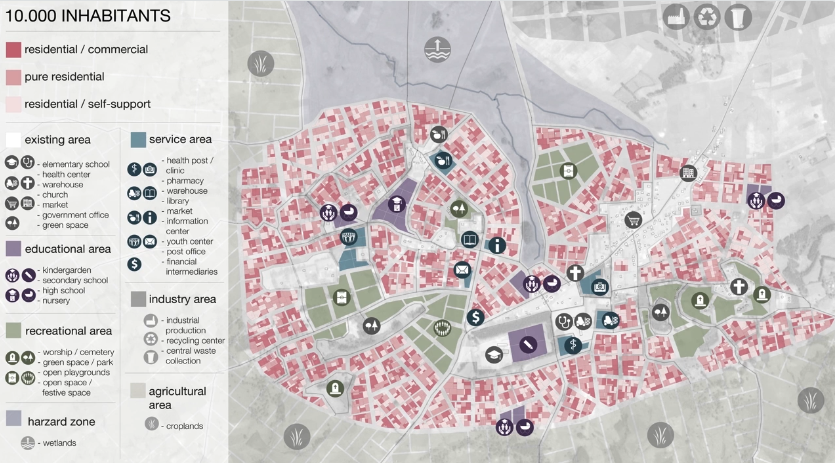 10.000 INHABITANTS
residential / commercial
pure residential
residential / self-support
existing area
- elementary school
- health center
- warehouse
- church
- market
- government office
- green space
educational area
- kindergarden
- secondary school
- high school
- nursery
recreational area
- worship / cemetery
- green space / park
- open playgrounds
- open space /
festive space
harzard zone
- wetlands
service area
- health post /
clinic
- pharmacy
- warehouse
- library
- market
- information
center
- youth center
- post office
- financial
intermediaries
industry area
- industrial
production
- recycling center
- central waste
collection
agricultural
area
- croplands